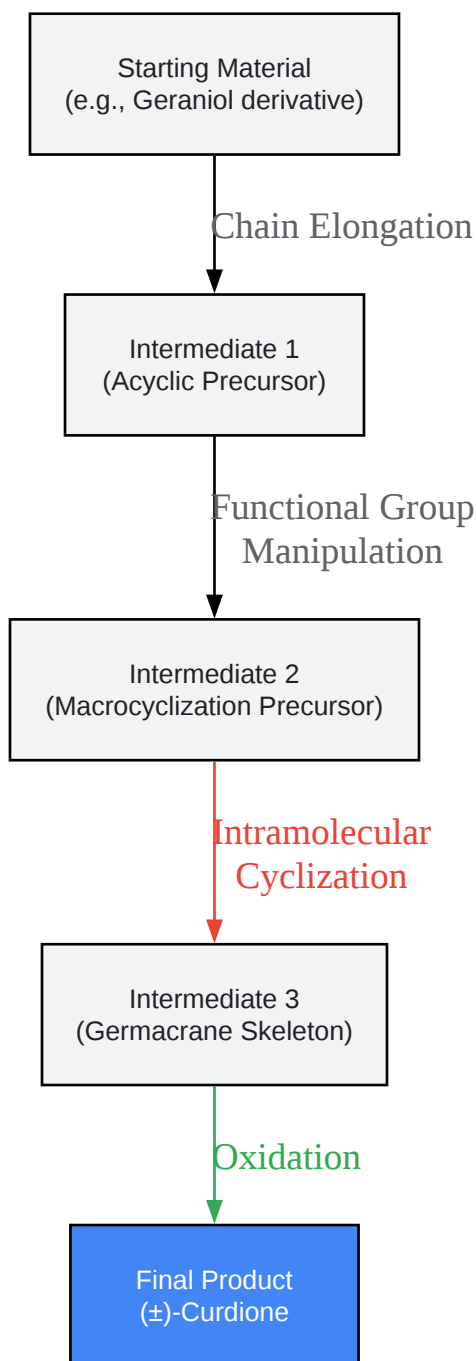 Starting Material
(e.g., Geraniol derivative)
Chain Elongation
Intermediate 1
(Acyclic Precursor)
Functional Group
Manipulation
Intermediate 2
(Macrocyclization Precursor)
Intramolecular
Cyclization
Intermediate 3
(Germacrane Skeleton)
Oxidation
Final Product
(±)-Curdione